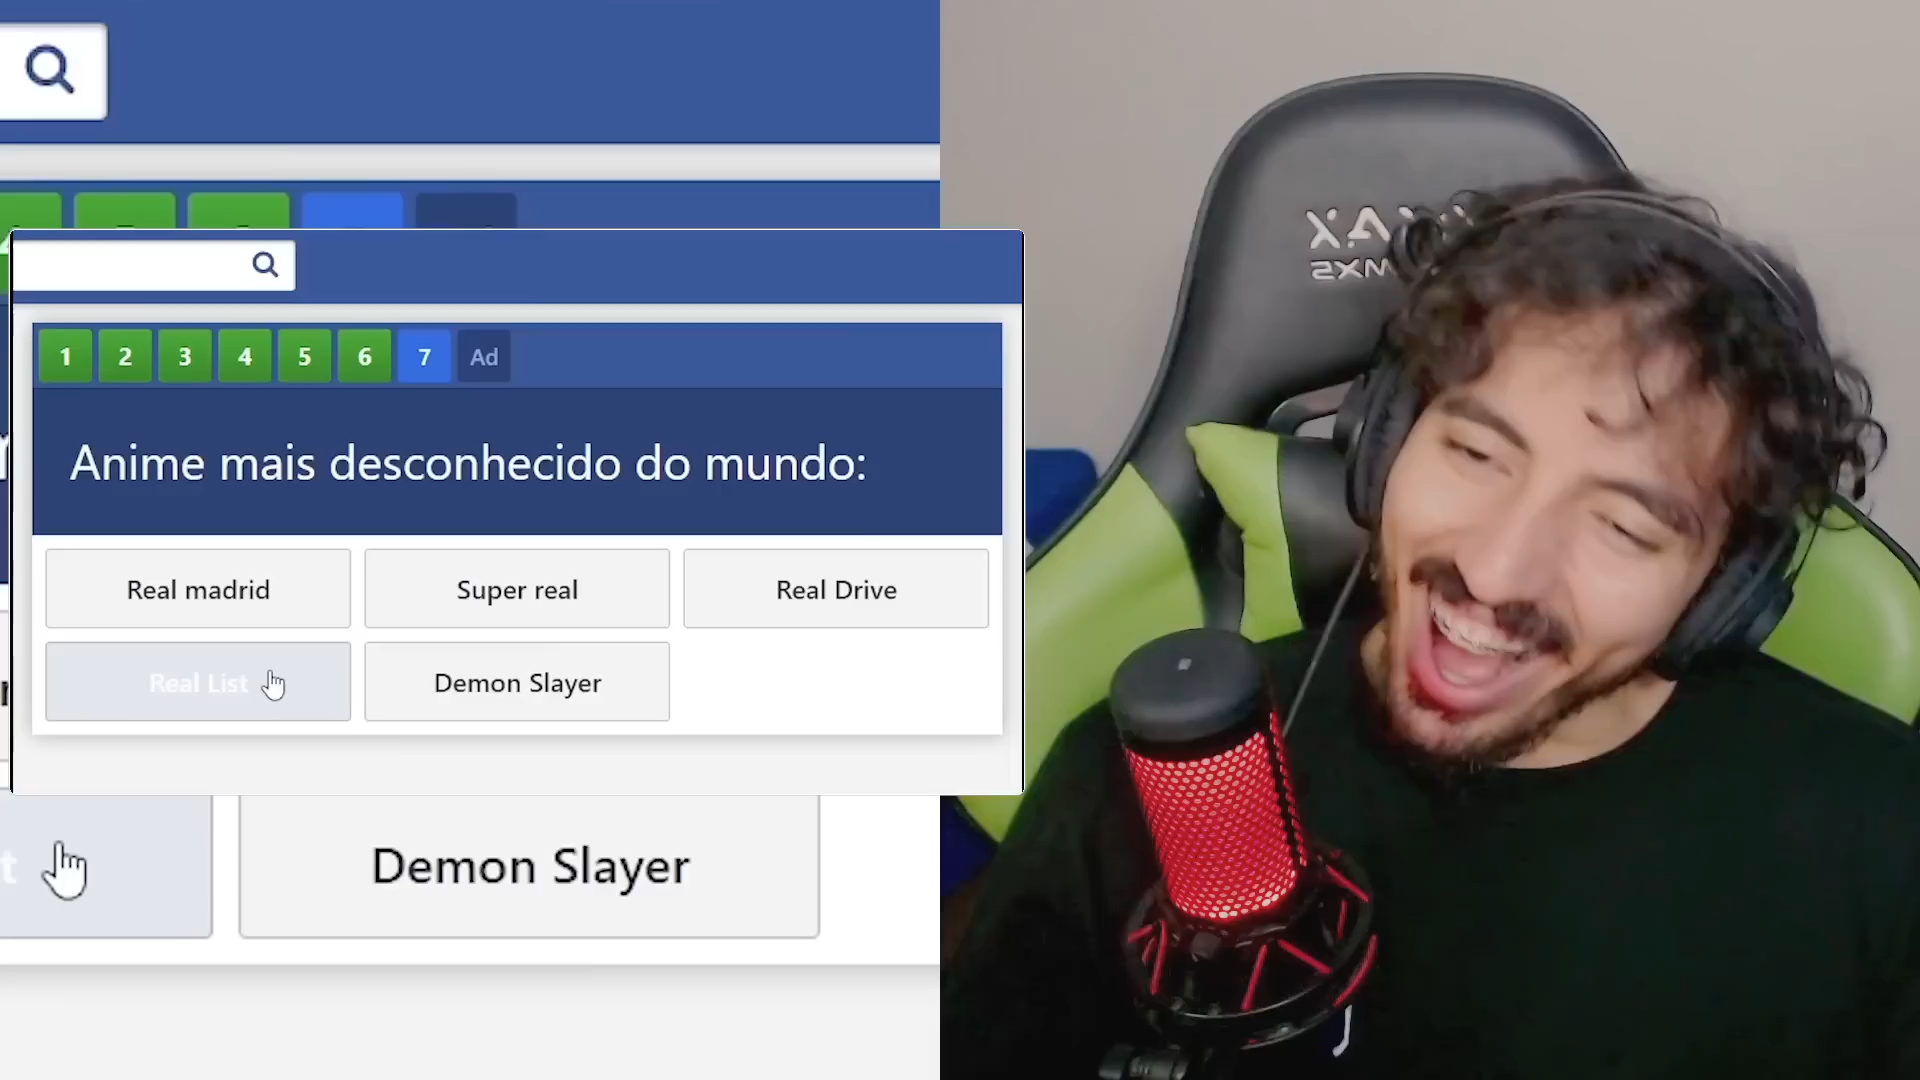 1 2 3 4 5 6 7 Ad
Anime mais desconhecido do mundo:
Real madrid
Super real
Real Drive
Real List
Demon Slayer
t
Demon Slayer